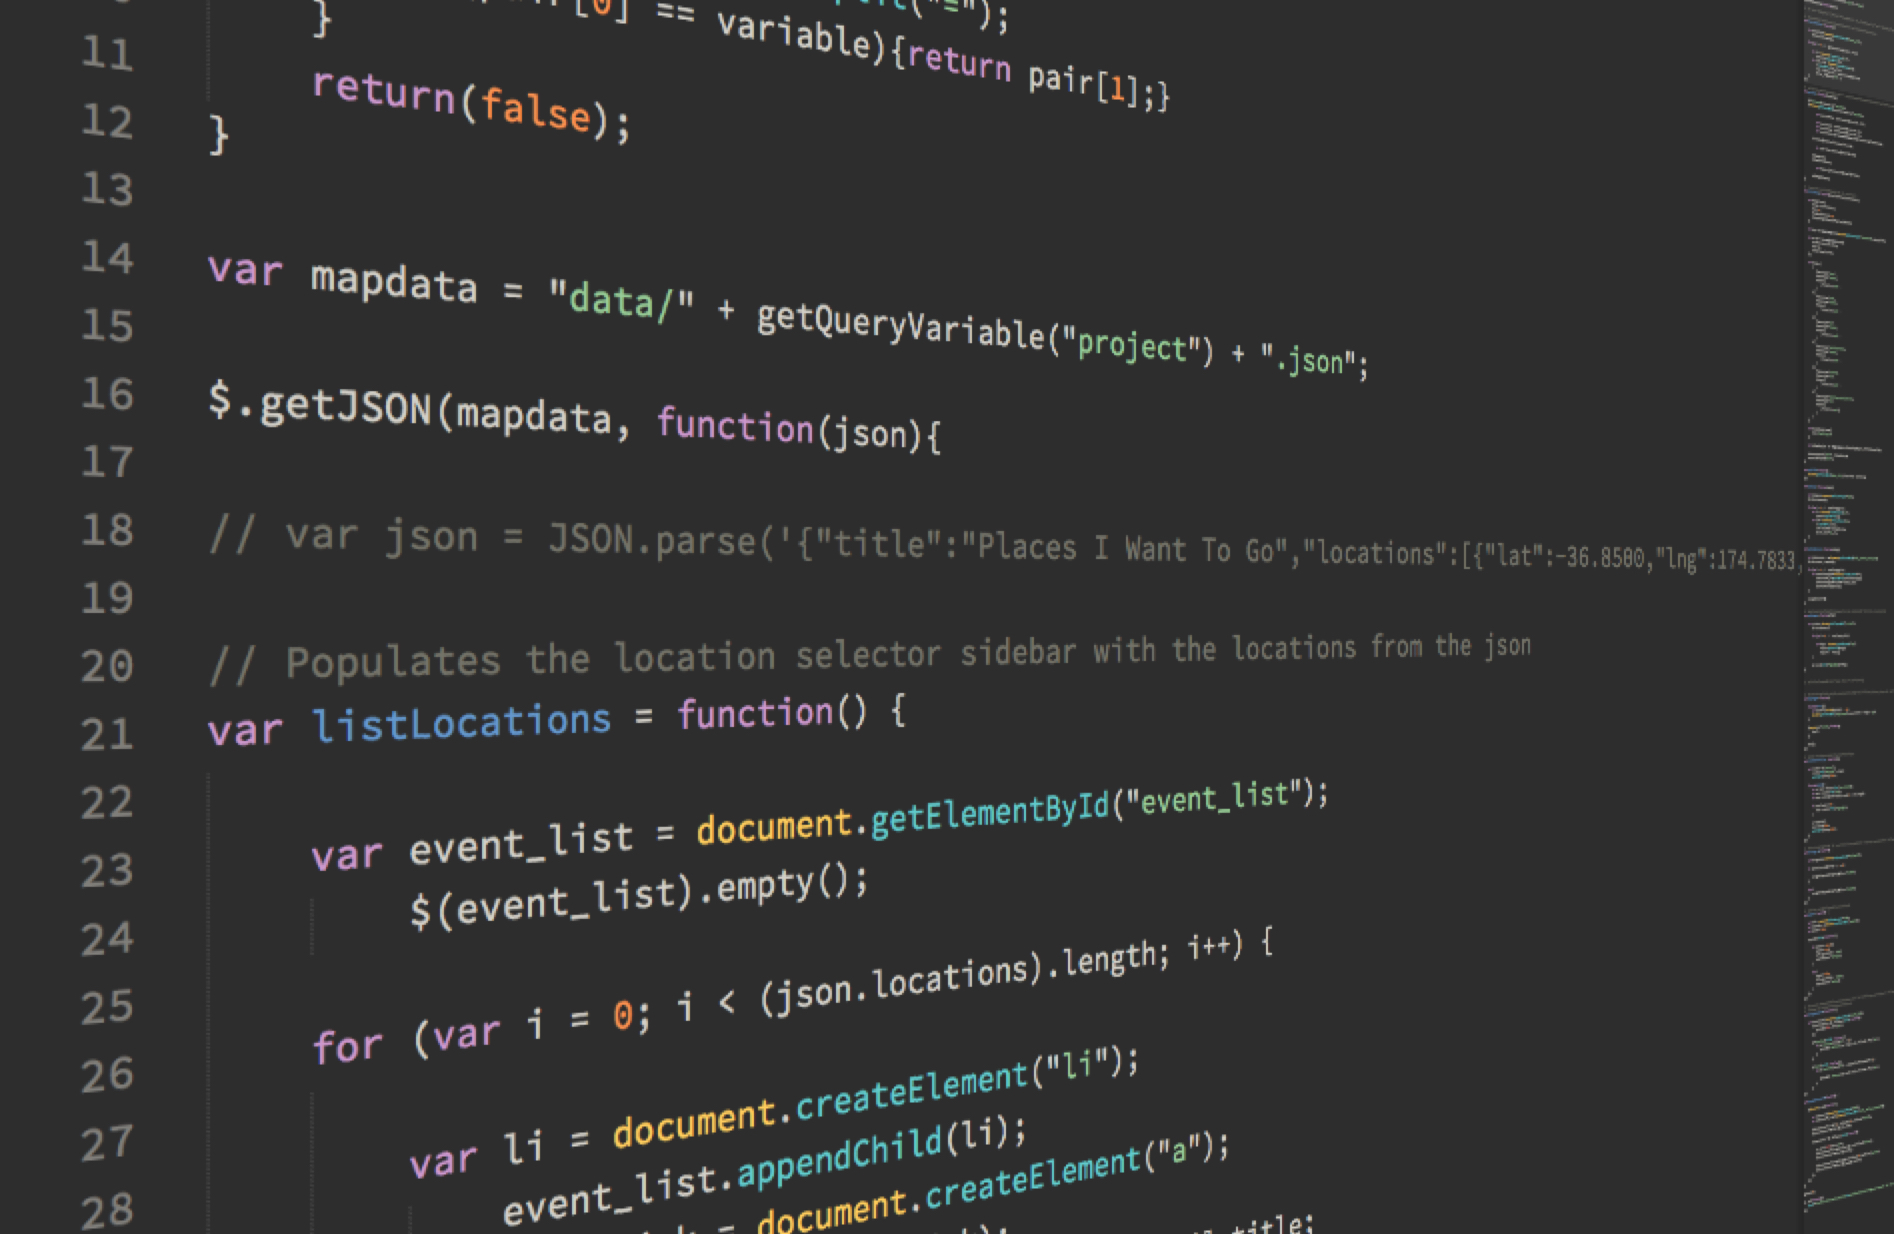 [0] == variable){return pair[1];}
11 }
return(false);
12 }
13
14 var mapdata = "data/" + getQueryVariable("project") + ".json";
15
16 $.getJSON(mapdata, function(json){
17
18 // var json = JSON.parse('{"title":"Places I Want To Go","locations":[{"lat":-36.8500,"lng":174.7833,
19
20 // Populates the location selector sidebar with the locations from the json
21 var listLocations = function() {
22
var event_list = document.getElementById("event_list");
23
$(event_list).empty();
24
25
for (var i = 0; i < (json.locations).length; i++) {
26
27
var li = document.createElement("li");
event_list.appendChild(li);
28
= document.createElement("a");
title;